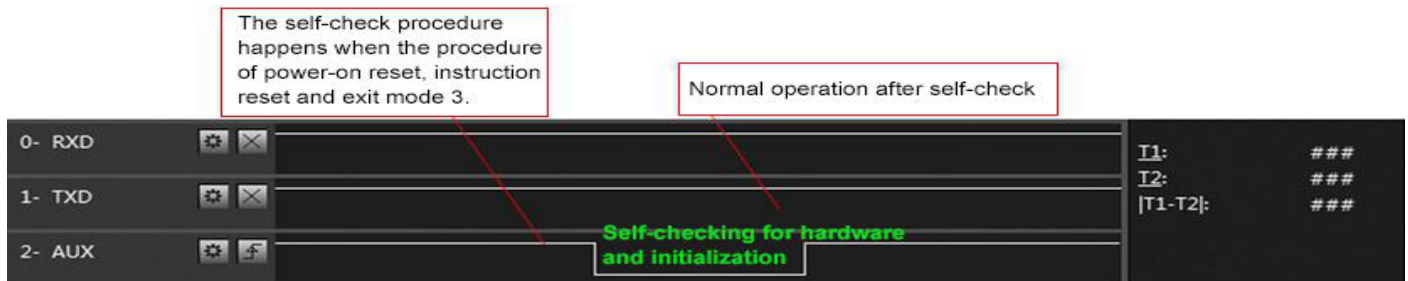 The self-check procedure
happens when the procedure
of power-on reset, instruction
reset and exit mode 3.
Normal operation after self-check
0- RXD
T1: ###
1- TXD
T2: ###
|T1-T2|: ###
2- AUX
Self-checking for hardware
and initialization